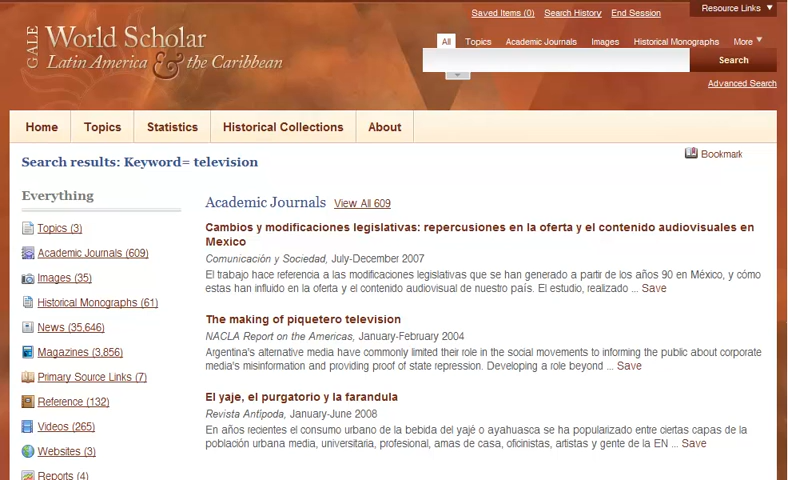 Saved Items (0) Search History End Session Resource Links
GALE World Scholar
Latin America & the Caribbean
All Topics Academic Journals Images Historical Monographs More
Search
Advanced Search
Home Topics Statistics Historical Collections About
Search results: Keyword= television
Bookmark
Everything
Topics (3)
Academic Journals (609)
Images (35)
Historical Monographs (61)
News (35,646)
Magazines (3,856)
Primary Source Links (7)
Reference (132)
Videos (265)
Websites (3)
Reports (4)
Academic Journals View All 609
Cambios y modificaciones legislativas: repercusiones en la oferta y el contenido audiovisuales en
Mexico
Comunicación y Sociedad, July-December 2007
El trabajo hace referencia a las modificaciones legislativas que se han generado a partir de los años 90 en México, y cómo
estas han influido en la oferta y el contenido audiovisual de nuestro país. El estudio, realizado ... Save
The making of piquetero television
NACLA Report on the Americas, January-February 2004
Argentina's alternative media have commonly limited their role in the social movements to informing the public about corporate
media's misinformation and providing proof of state repression. Developing a role beyond ... Save
El yaje, el purgatorio y la farandula
Revista Antipoda, January-June 2008
En años recientes el consumo urbano de la bebida del yajé o ayahuasca se ha popularizado entre ciertas capas de la
población urbana media, universitaria, profesional, amas de casa, oficinistas, artistas y gente de la EN ... Save